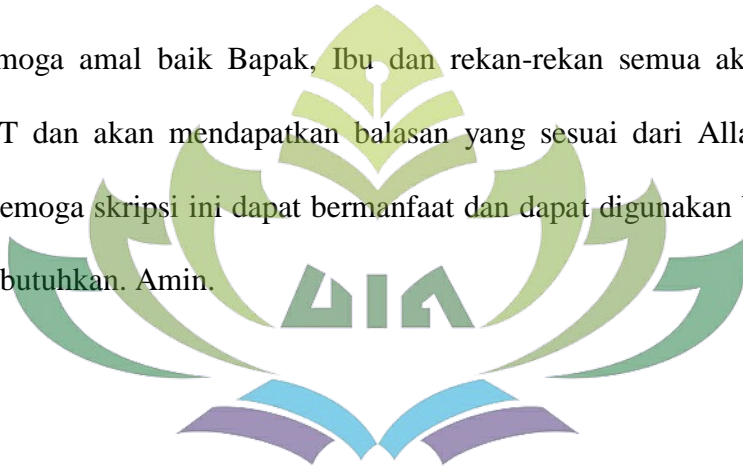 moga amal baik Bapak, Ibu dan rekan-rekan semua ak
T dan akan mendapatkan balasan yang sesuai dari Alla
emoga skripsi ini dapat bermanfaat dan dapat digunakan
butuhkan. Amin.
UIN